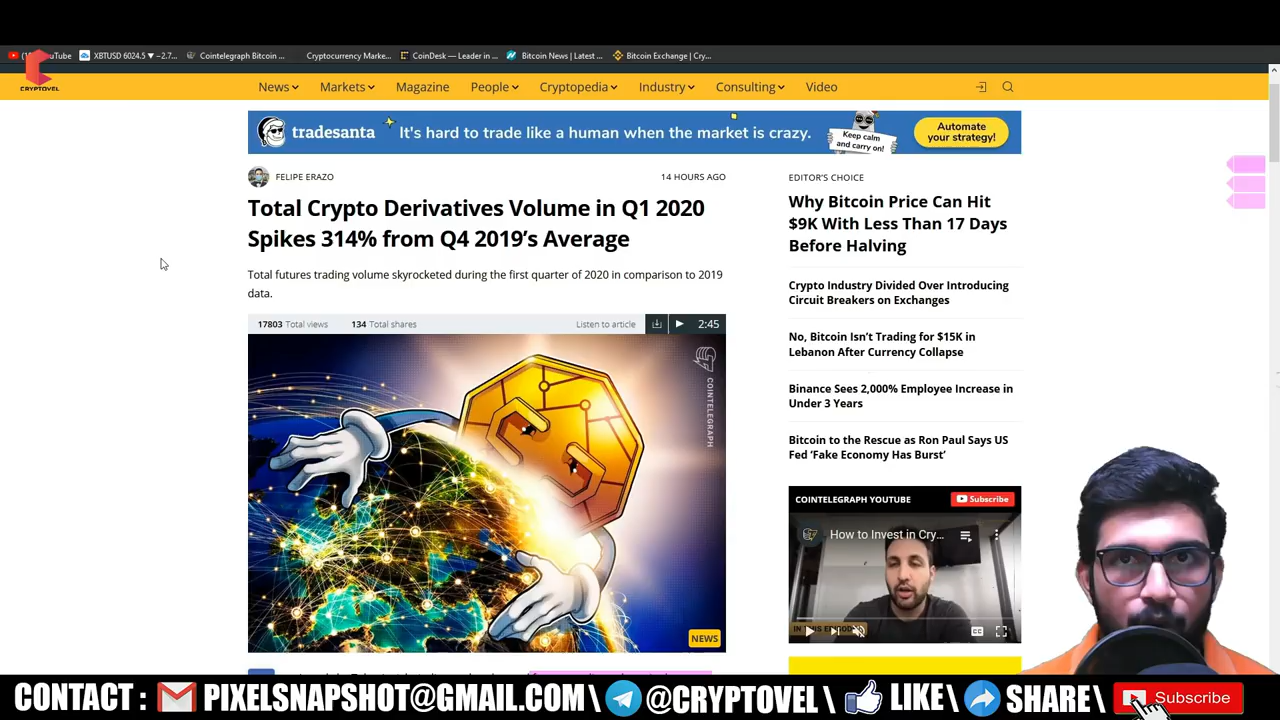 XBTUSD 6024.5 ▼ −2.7...
Cointelegraph Bitcoin ...
Cryptocurrency Marke...
CoinDesk — Leader in ...
Bitcoin News | Latest ...
Bitcoin Exchange | Cry...
CRYPTOVEL
News
Markets
Magazine
People
Cryptopedia
Industry
Consulting
Video
tradesanta
It's hard to trade like a human when the market is crazy.
Keep calm
and carry on!
Automate
your strategy!
FELIPE ERAZO
14 HOURS AGO
Total Crypto Derivatives Volume in Q1 2020
Spikes 314% from Q4 2019's Average
Total futures trading volume skyrocketed during the first quarter of 2020 in comparison to 2019
data.
17803 Total views
134 Total shares
Listen to article
2:45
COINTELEGRAPH
NEWS
EDITOR'S CHOICE
Why Bitcoin Price Can Hit
$9K With Less Than 17 Days
Before Halving
Crypto Industry Divided Over Introducing
Circuit Breakers on Exchanges
No, Bitcoin Isn't Trading for $15K in
Lebanon After Currency Collapse
Binance Sees 2,000% Employee Increase in
Under 3 Years
Bitcoin to the Rescue as Ron Paul Says US
Fed 'Fake Economy Has Burst'
COINTELEGRAPH YOUTUBE
Subscribe
How to Invest in Cry...
CONTACT : PIXELSNAPSHOT@GMAIL.COM\ @CRYPTOVEL\ LIKE\ SHARE\ Subscribe